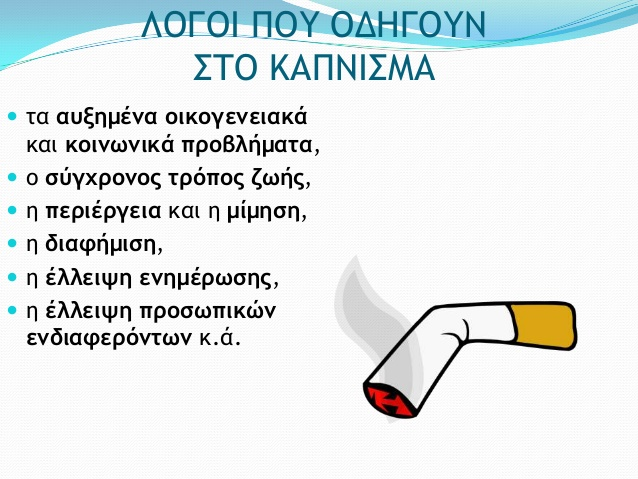 ΛΟΓΟΙ ΠΟΥ ΟΔΗΓΟΥΝ
ΣΤΟ ΚΑΠΝΙΣΜΑ
• τα αυξημένα οικογενειακά
και κοινωνικά προβλήματα,
• ο σύγχρονος τρόπος ζωής,
• η περιέργεια και η μίμηση,
• η διαφήμιση,
• η έλλειψη ενημέρωσης,
• η έλλειψη προσωπικών
ενδιαφερόντων κ.ά.